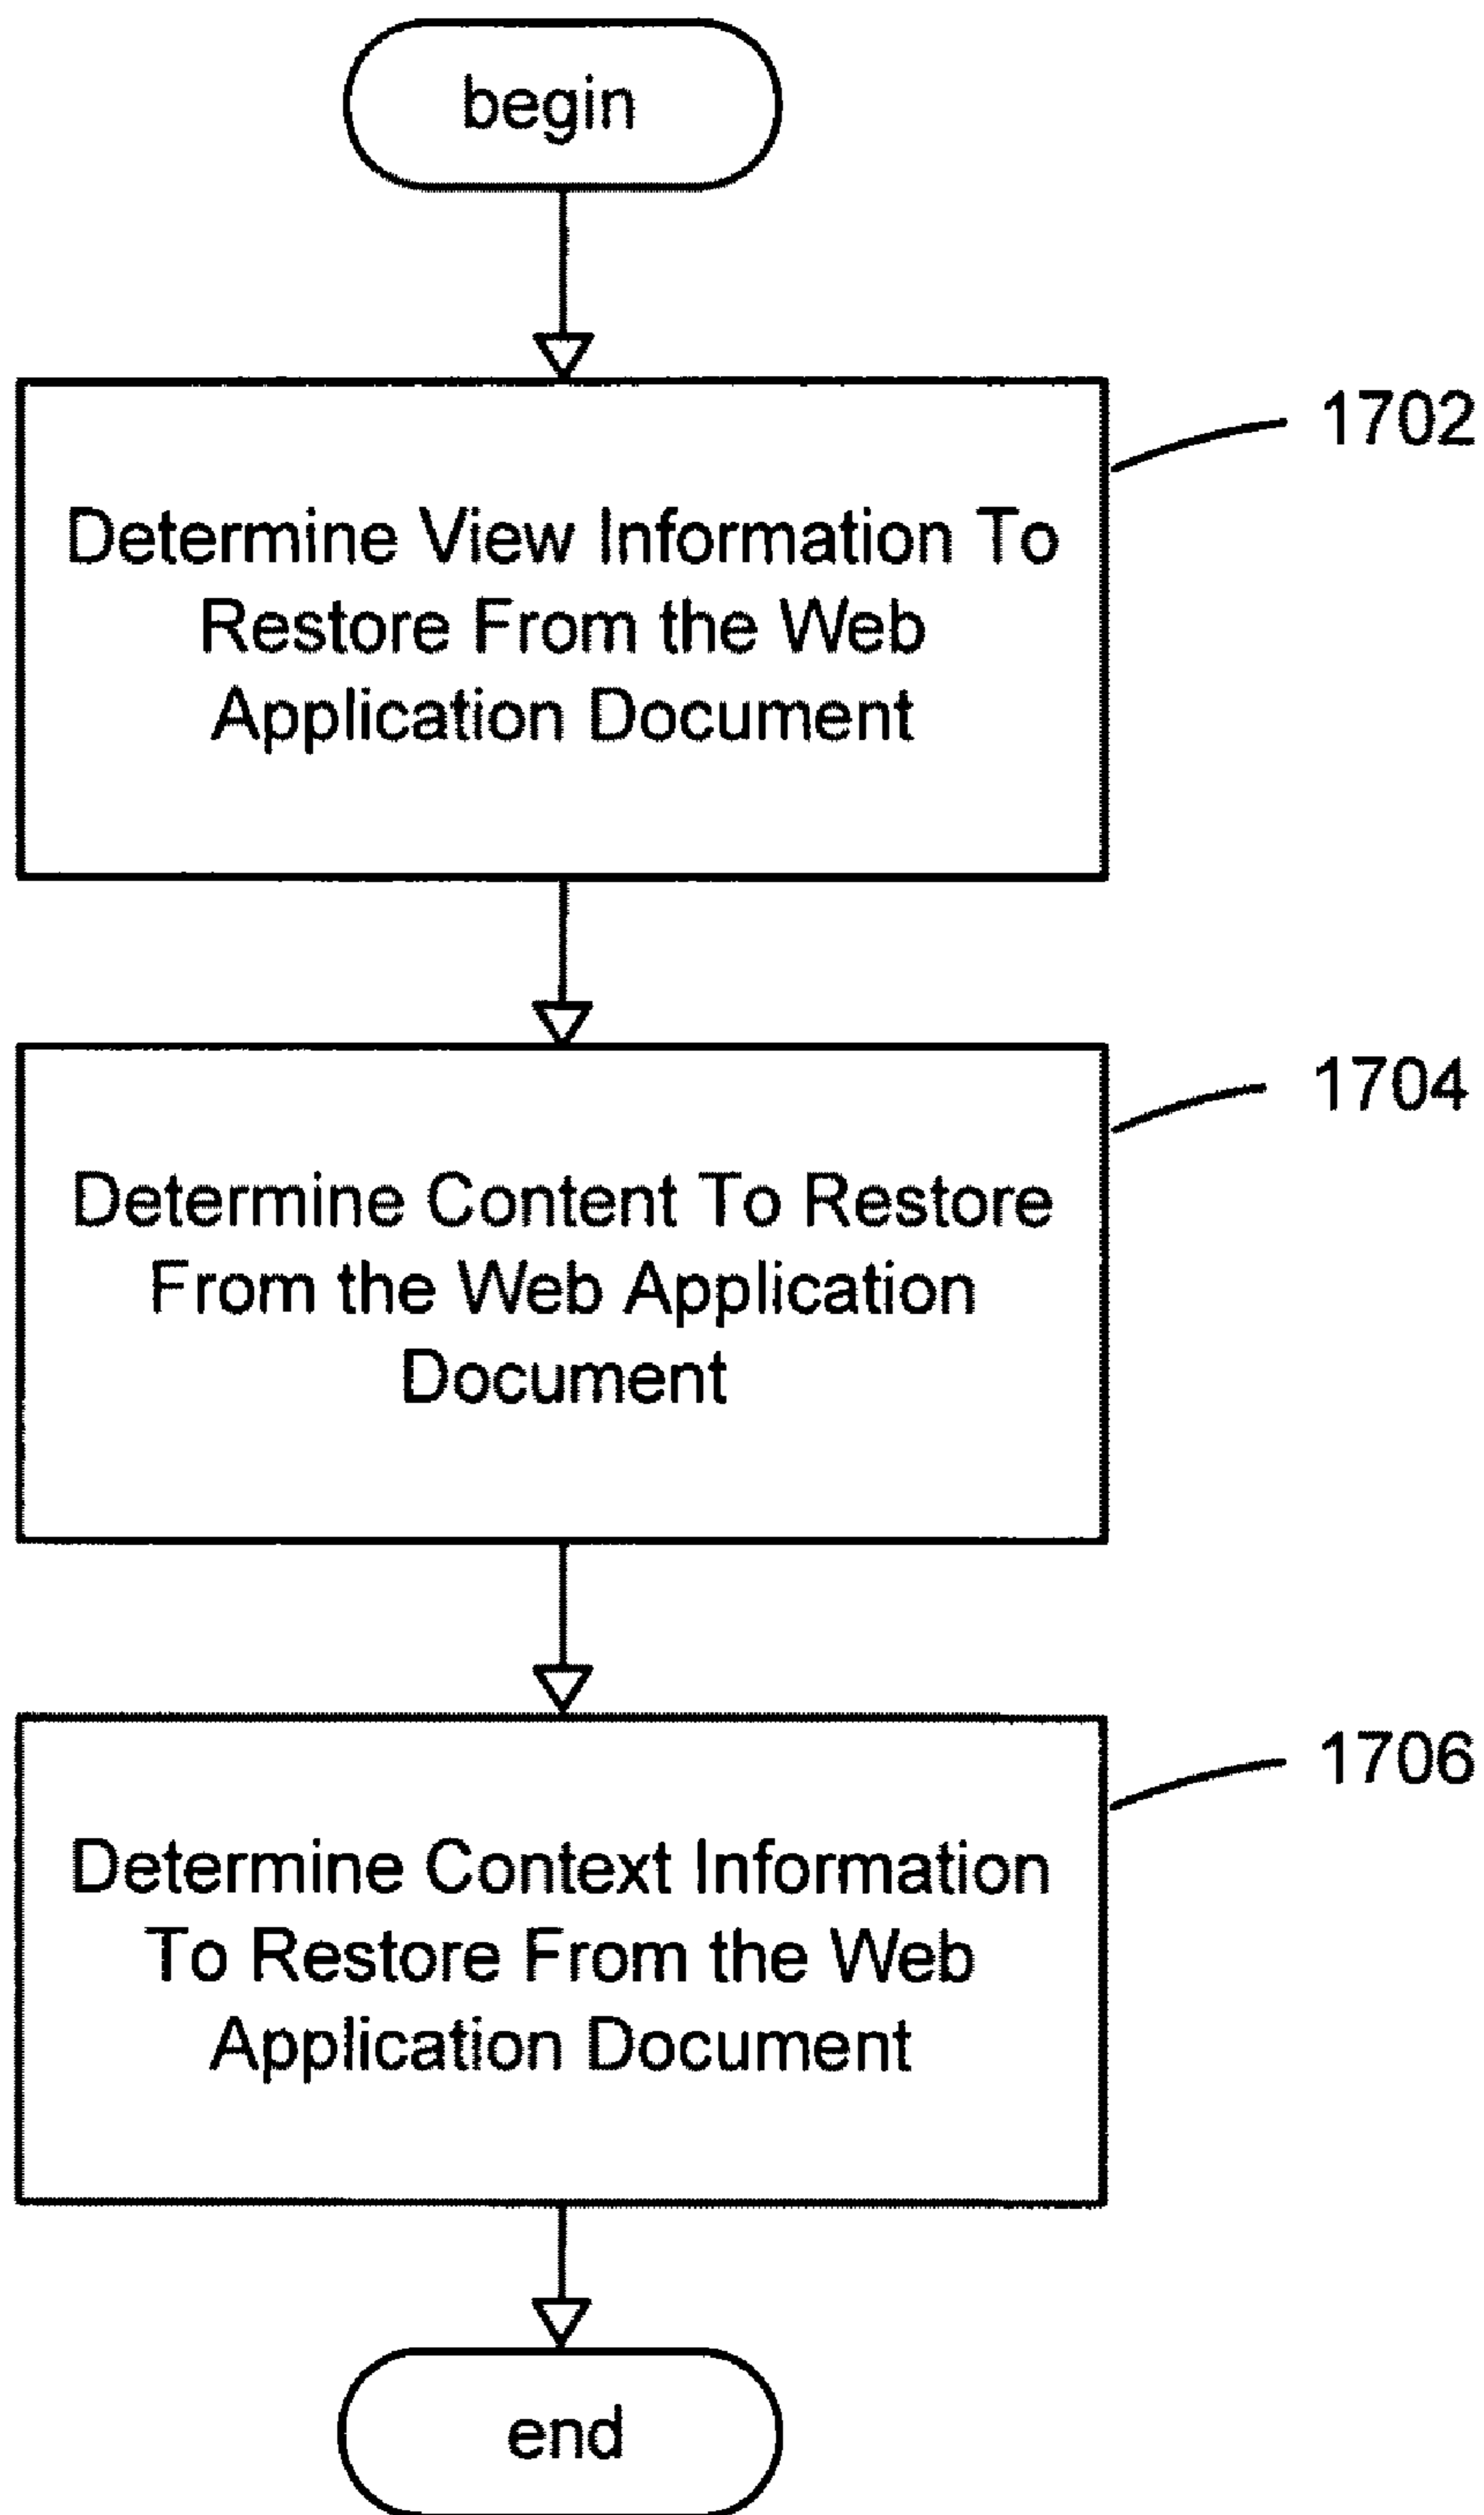 begin
1702
Determine View Information To
Restore From the Web
Application Document
1704
Determine Content To Restore
From the Web Application
Document
1706
Determine Context Information
To Restore From the Web
Application Document
end